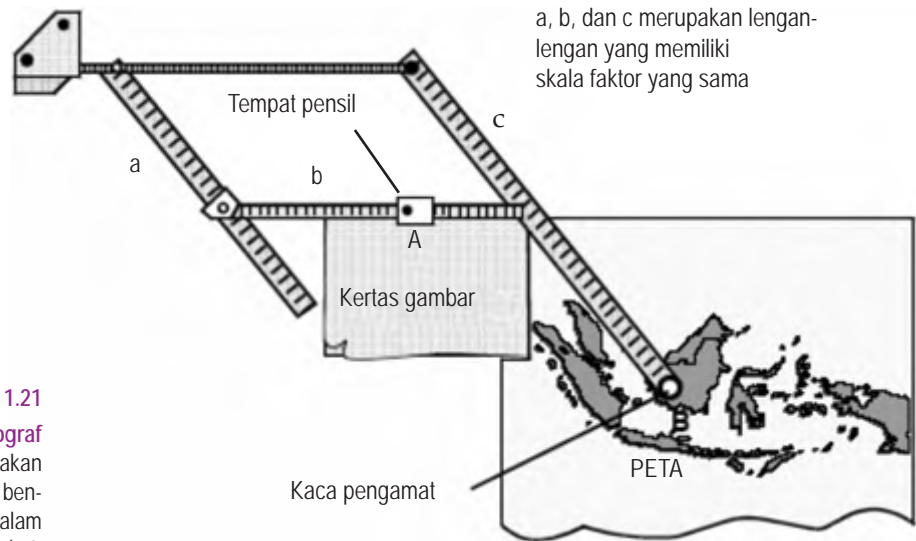 a, b, dan c merupakan lengan-
lengan yang memiliki
skala faktor yang sama
Tempat pensil
c
a
b
A
Kertas gambar
1.21
ograf
akan
ben-
alam
PETA
Kaca pengamat